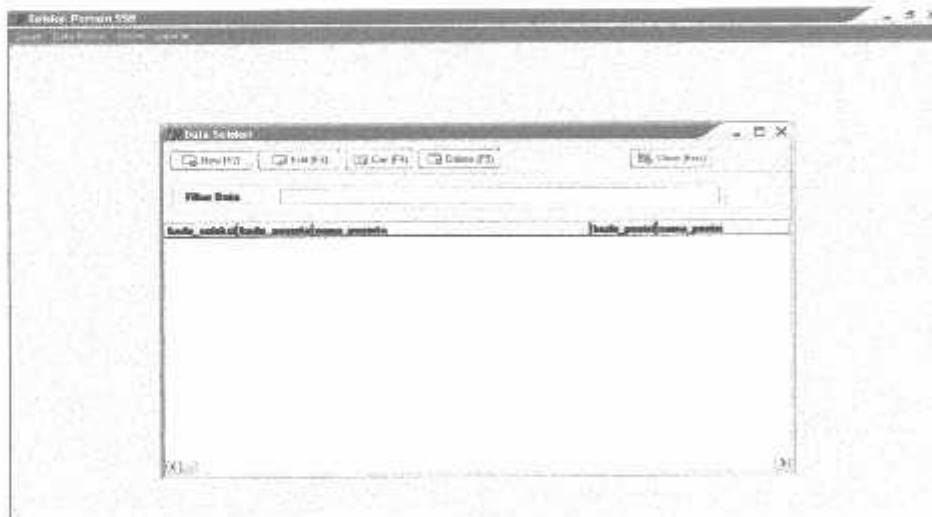 Seleksi Pemain SSB
Data Seleksi
New (F2) Edit (F3) Cari (F4) Delete (F5) Close (Esc)
Filter Data
kode_seleksi kode_peserta nama_peserta kode_posisi nama_posisi